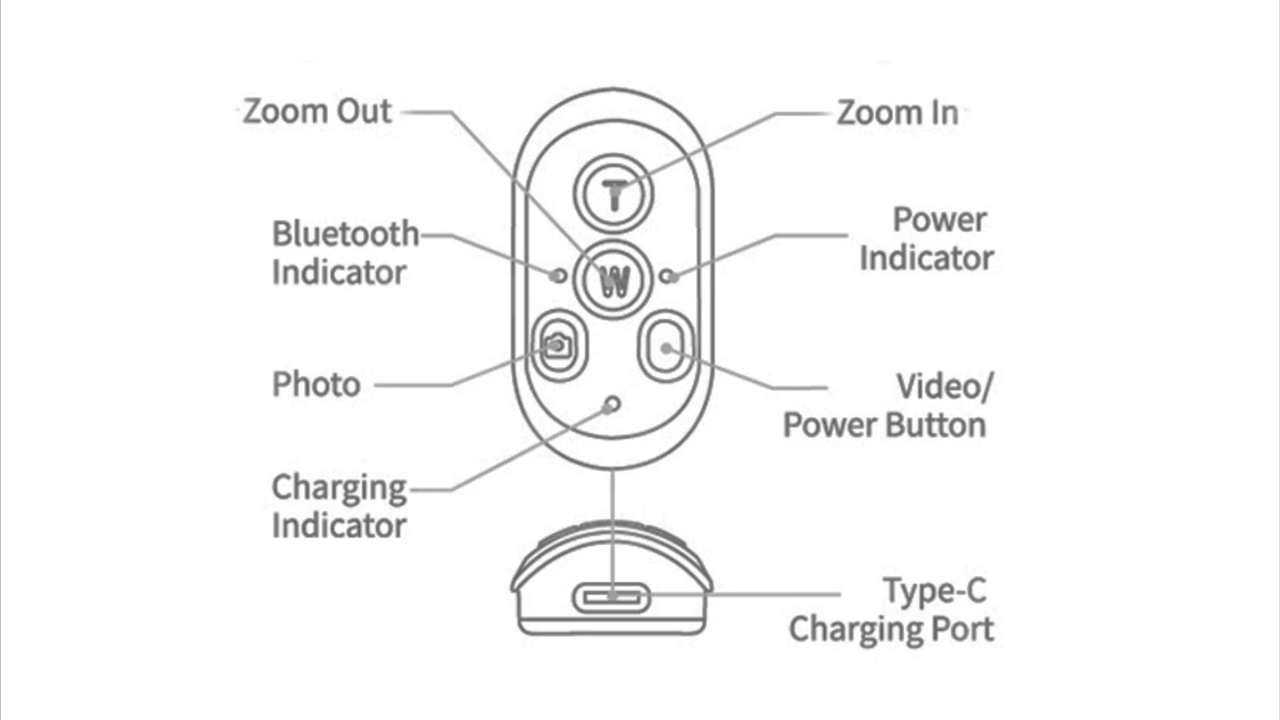 Zoom Out
Zoom In
T
Bluetooth
Indicator
Power
Indicator
W
Photo
Video/
Power Button
Charging
Indicator
Type-C
Charging Port